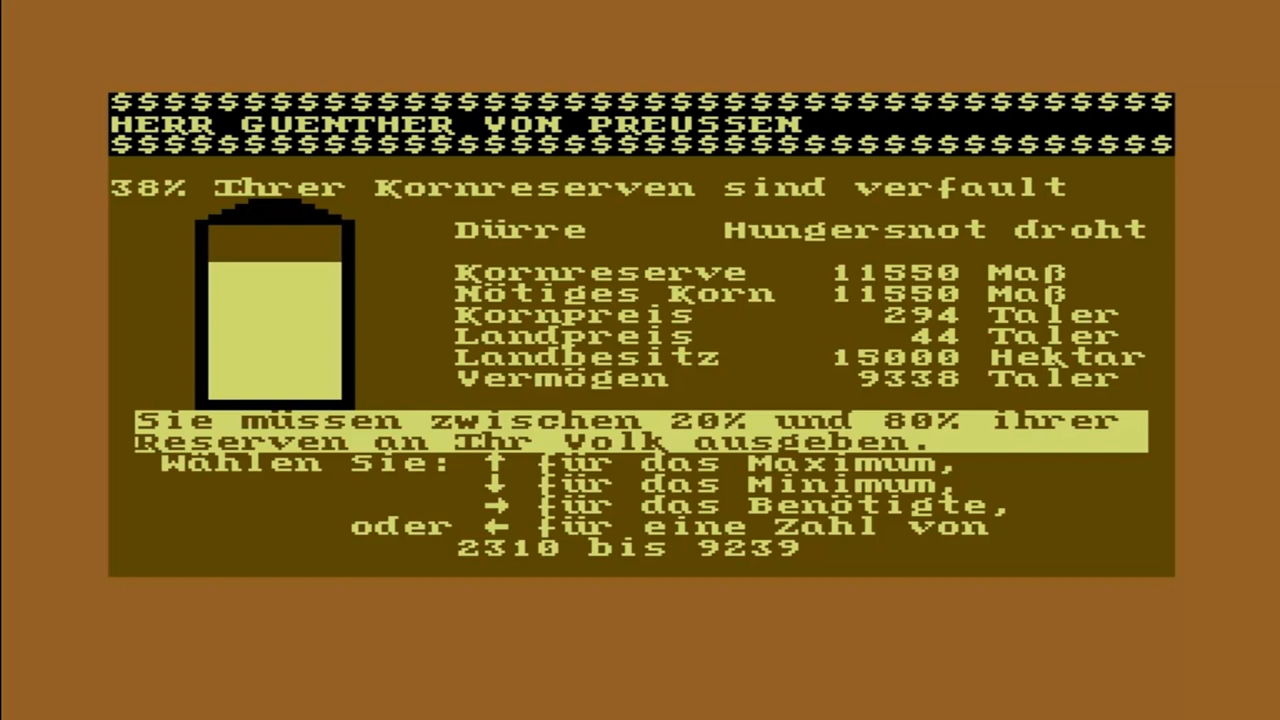 $$$$$$$$$$$$$$$$$$$$$$$$$$$$$$$$$$$$$$$$
HERR GUENTHER VON PREUSSEN
$$$$$$$$$$$$$$$$$$$$$$$$$$$$$$$$$$$$$$$$
38% Ihrer Kornreserven sind verfault
Dürre Hungersnot droht
Kornreserve 11550 Maß
Nötiges Korn 11550 Maß
Kornpreis 294 Taler
Landpreis 44 Taler
Landbesitz 15000 Hektar
Vermögen 9338 Taler
Sie müssen zwischen 20% und 80% ihrer
Reserven an Ihr Volk ausgeben.
Wählen Sie: ↑ für das Maximum,
↓ für das Minimum,
→ für das Benötigte,
oder ← für eine Zahl von
2310 bis 9239